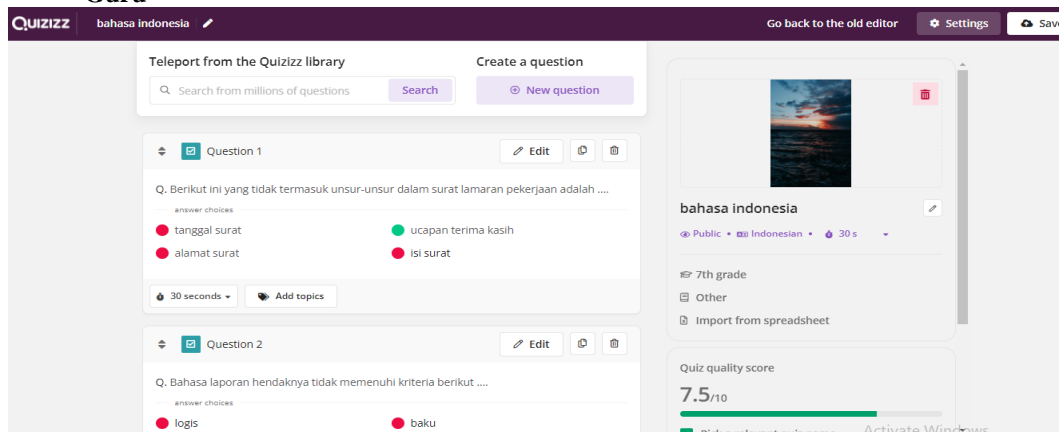 Guru
QUIZIZZ bahasa indonesia Go back to the old editor Settings Save
Teleport from the Quizizz library Create a question
Search from millions of questions Search New question
Question 1 Edit
Q. Berikut ini yang tidak termasuk unsur-unsur dalam surat lamaran pekerjaan adalah ....
answer choices
tanggal surat ucapan terima kasih
alamat surat isi surat
30 seconds Add topics
Question 2 Edit
Q. Bahasa laporan hendaknya tidak memenuhi kriteria berikut ....
answer choices
logis baku
bahasa indonesia
Public • Indonesian • 30 s
7th grade
Other
Import from spreadsheet
Quiz quality score
7.5/10
Activate Windows